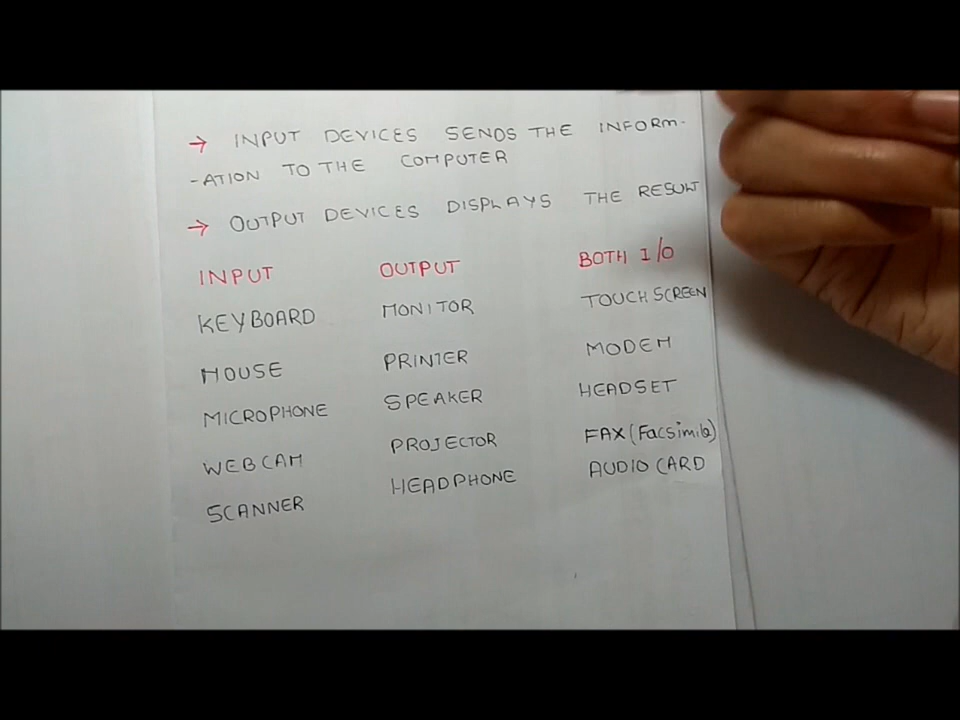 → INPUT DEVICES SENDS THE INFORM-
-ATION TO THE COMPUTER
→ OUTPUT DEVICES DISPLAYS THE RESULT
INPUT OUTPUT BOTH I/O
KEYBOARD MONITOR TOUCH SCREEN
MOUSE PRINTER MODEM
MICROPHONE SPEAKER HEADSET
WEBCAM PROJECTOR FAX (Facsimile)
SCANNER HEADPHONE AUDIO CARD